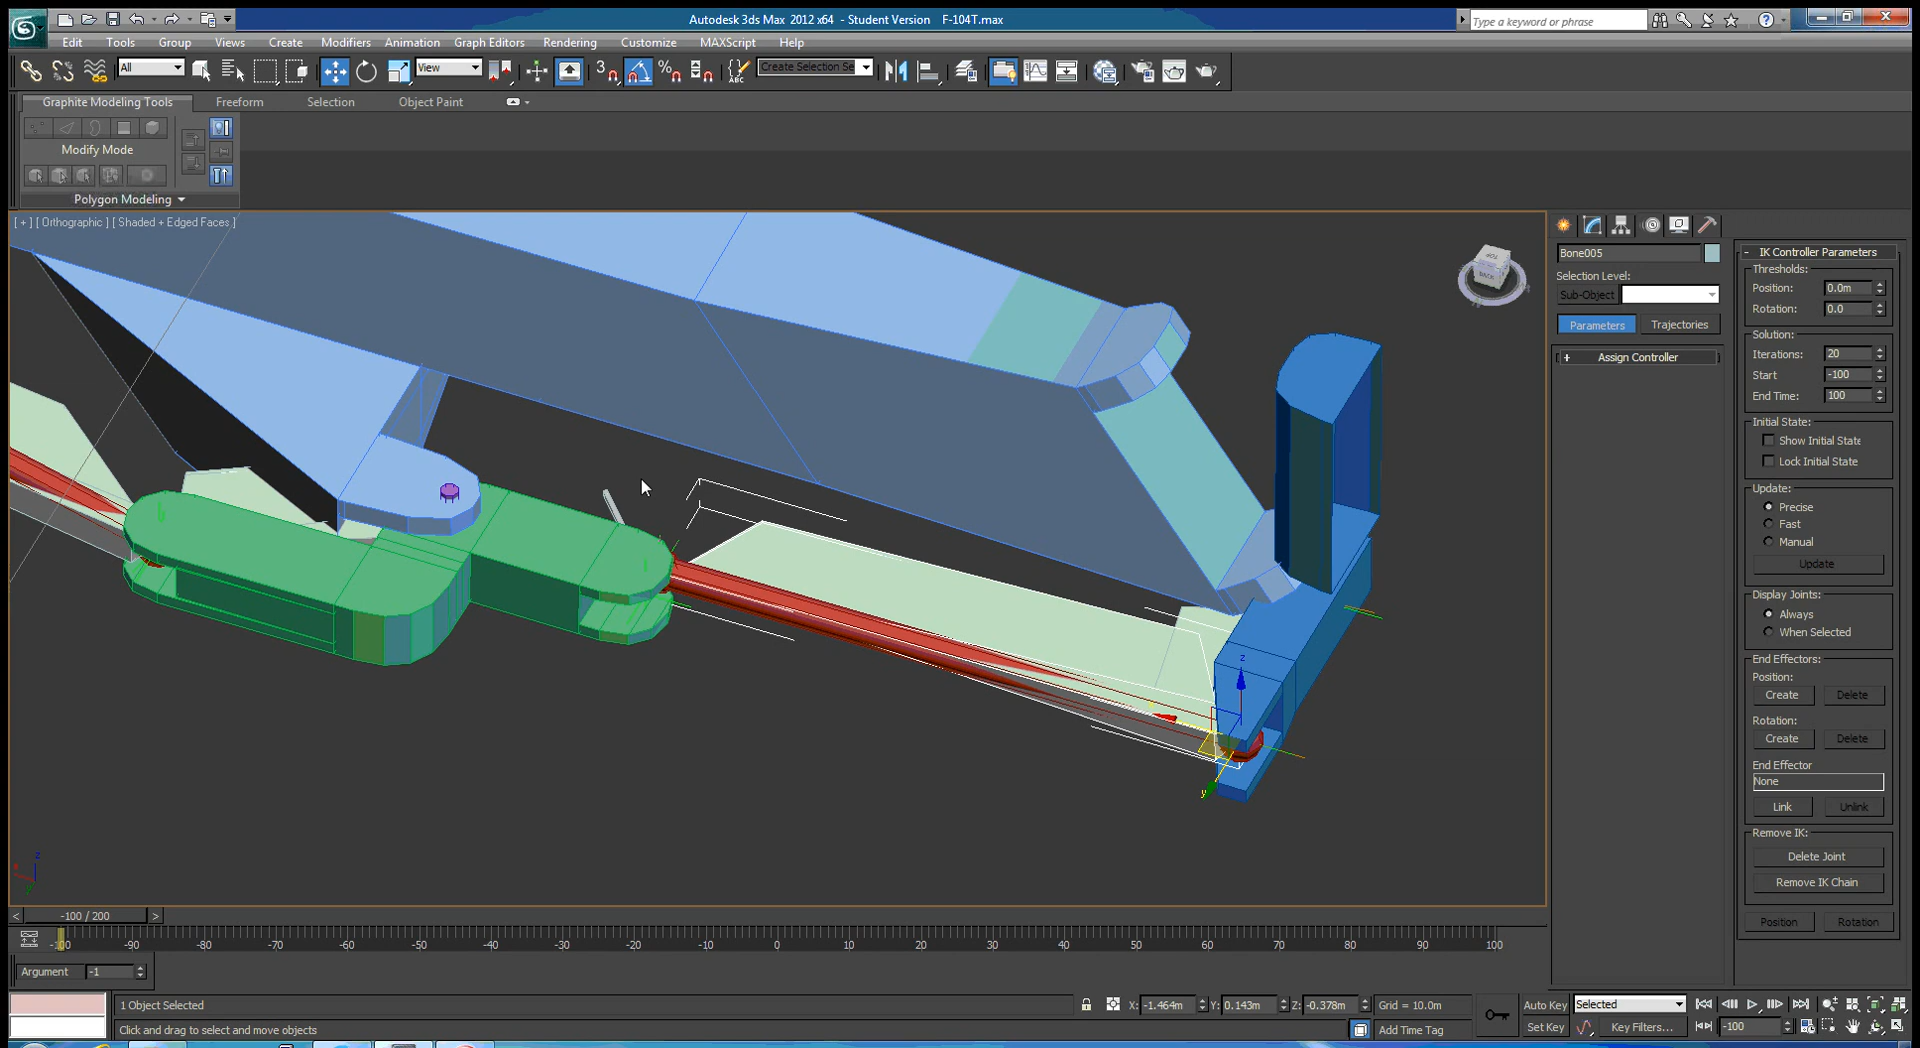 Autodesk 3ds Max 2012 x64 - Student Version F-104T.max
Type a keyword or phrase
Edit Tools Group Views Create Modifiers Animation Graph Editors Rendering Customize MAXScript Help
All
View
3
%
ABC
Create Selection Se
Graphite Modeling Tools Freeform Selection Object Paint
Modify Mode
Polygon Modeling
[ + ] [ Orthographic ] [ Shaded + Edged Faces ]
TOP
BACK
Bone005
Selection Level:
Sub-Object
Parameters Trajectories
+ Assign Controller
- IK Controller Parameters
Thresholds:
Position: 0.0m
Rotation: 0.0
Solution:
Iterations: 20
Start -100
End Time: 100
Initial State:
Show Initial State
Lock Initial State
Update:
Precise
Fast
Manual
Update
Display Joints:
Always
When Selected
End Effectors:
Position:
Create Delete
Rotation:
Create Delete
End Effector
None
Link Unlink
Remove IK:
Delete Joint
Remove IK Chain
Position Rotation
z
y
z
x
y
< -100 / 200 >
-100 -90 -80 -70 -60 -50 -40 -30 -20 -10 0 10 20 30 40 50 60 70 80 90 100
Argument -1
1 Object Selected
X: -1.464m Y: 0.143m Z: -0.378m Grid = 10.0m
Auto Key Selected
Click and drag to select and move objects
Add Time Tag
Set Key Key Filters... -100